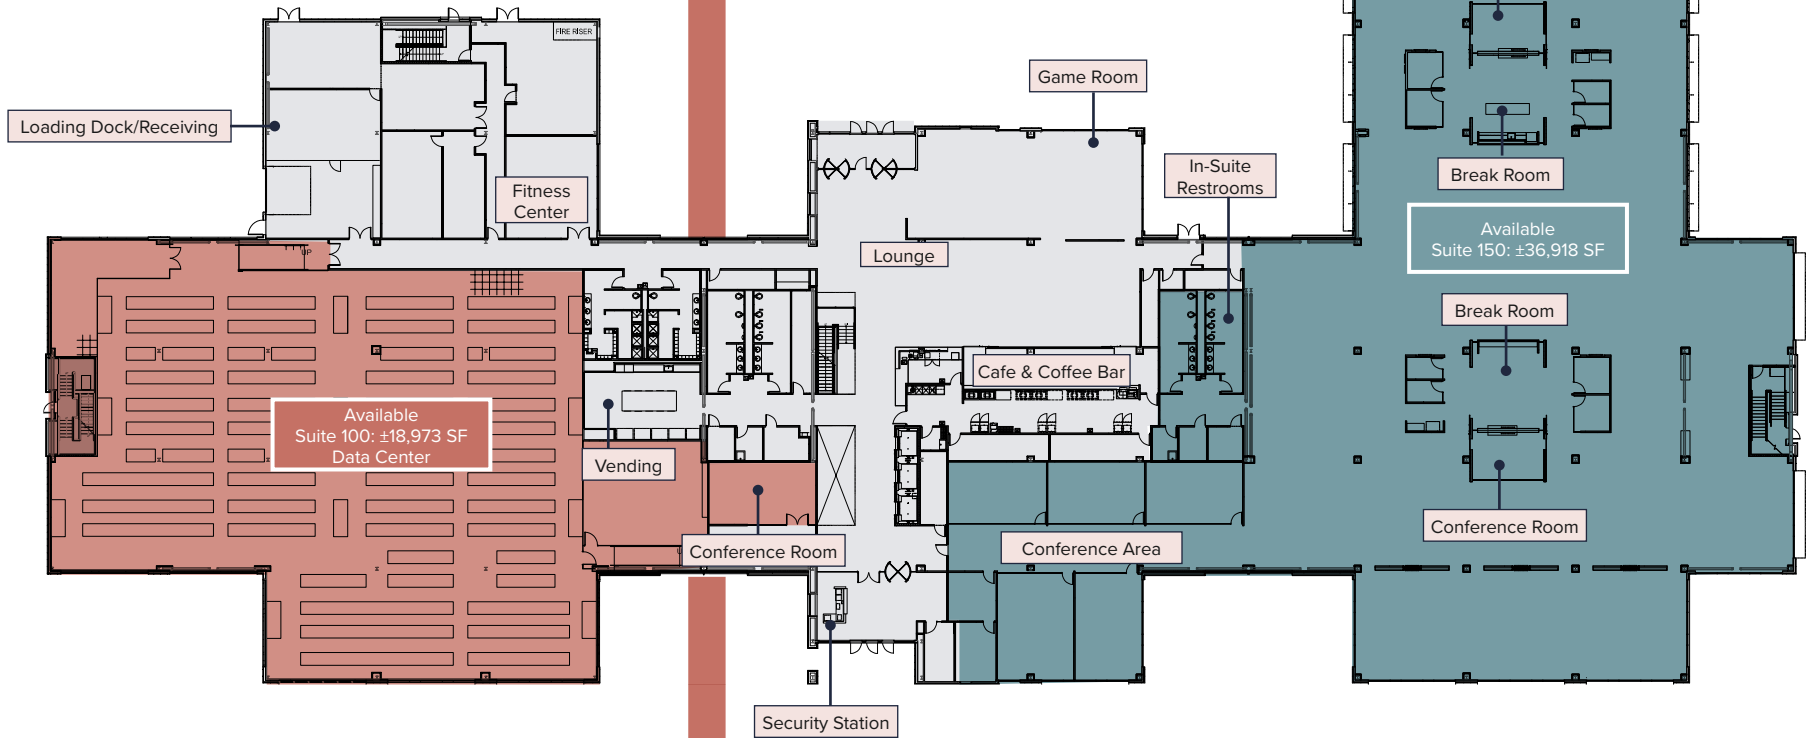 FIRE RISER
Game Room
Loading Dock/Receiving
In-Suite
Restrooms
Break Room
Fitness
Center
Available
Suite 150: ±36,918 SF
UP
Lounge
Break Room
Cafe & Coffee Bar
Available
Suite 100: ±18,973 SF
Data Center
Vending
Conference Room
Conference Room
Conference Area
Security Station